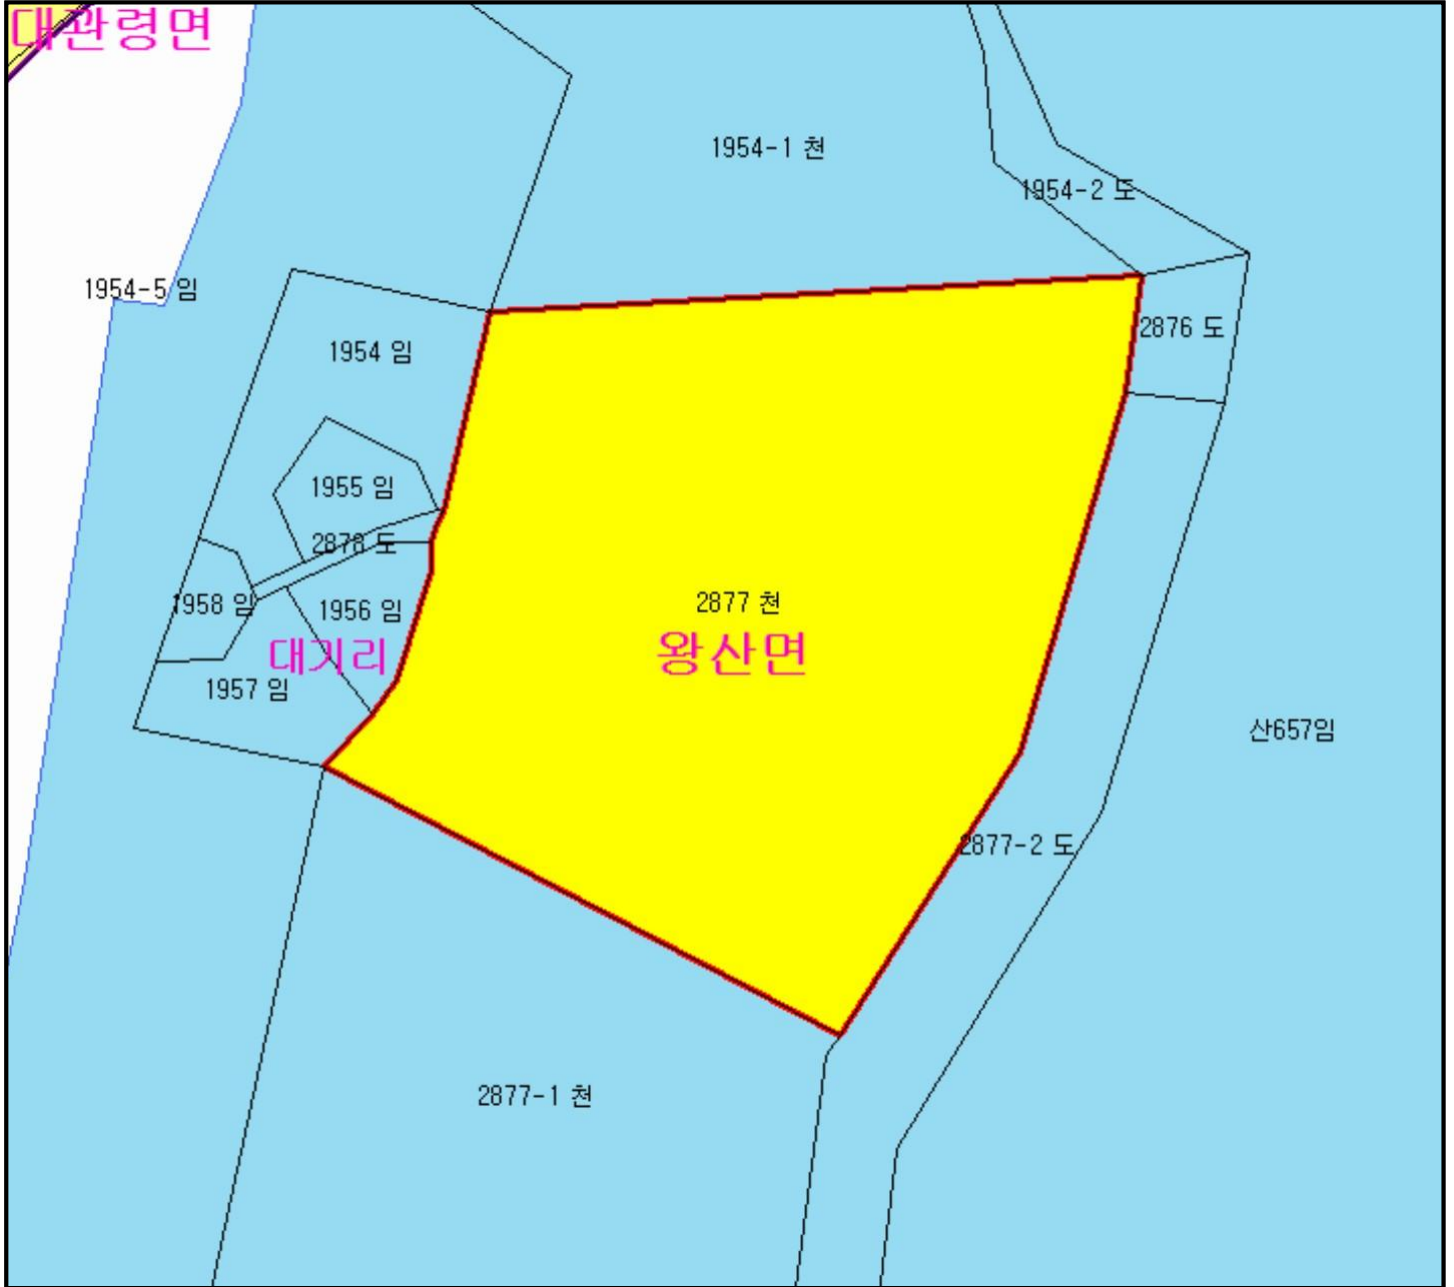 대관령면
1954-1 천
1954-2 도
1954-5 임
2876 도
1954 임
1955 임
2878 도
1958 임
1956 임
2877 천
대기리
왕산면
1957 임
산657임
2877-2 도
2877-1 천